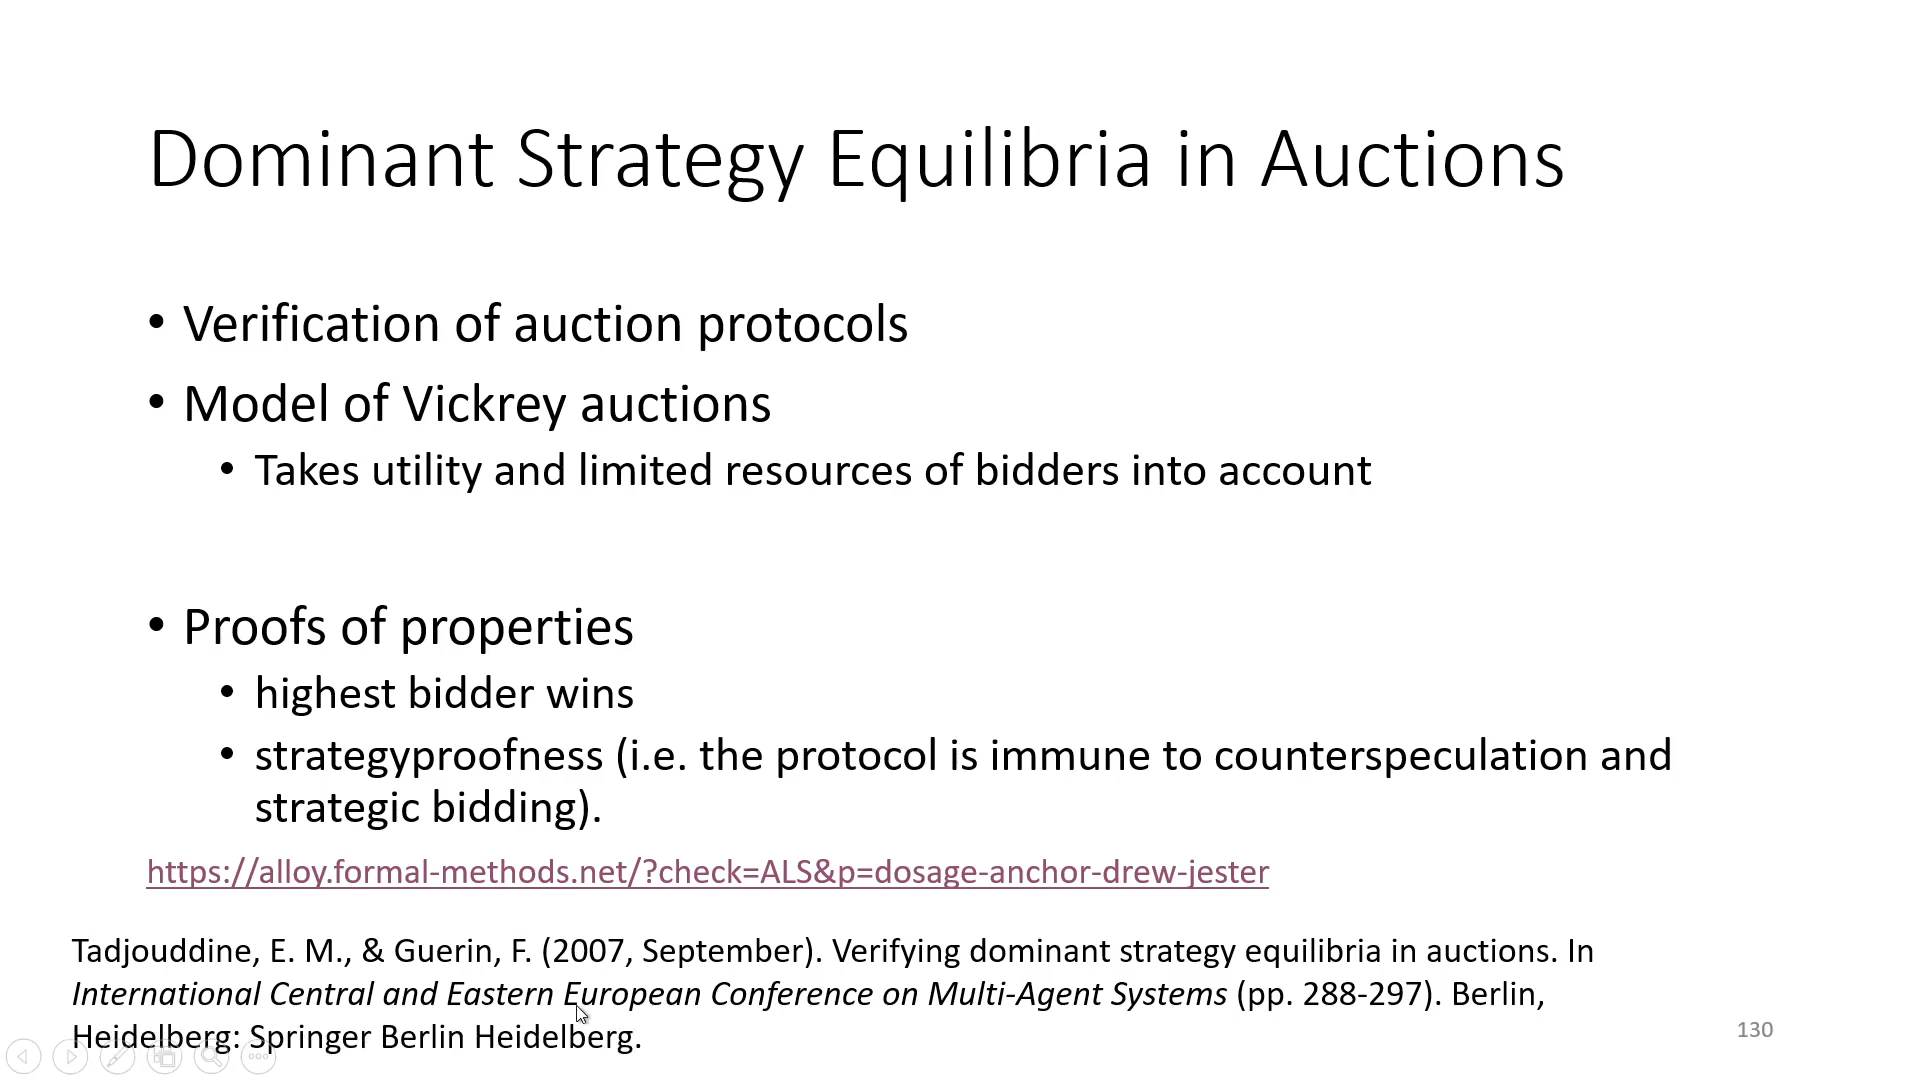 Dominant Strategy Equilibria in Auctions
• Verification of auction protocols
• Model of Vickrey auctions
• Takes utility and limited resources of bidders into account
• Proofs of properties
• highest bidder wins
• strategyproofness (i.e. the protocol is immune to counterspeculation and
strategic bidding).
https://alloy.formal-methods.net/?check=ALS&p=dosage-anchor-drew-jester
Tadjouddine, E. M., & Guerin, F. (2007, September). Verifying dominant strategy equilibria in auctions. In
International Central and Eastern European Conference on Multi-Agent Systems (pp. 288-297). Berlin,
Heidelberg: Springer Berlin Heidelberg.
130